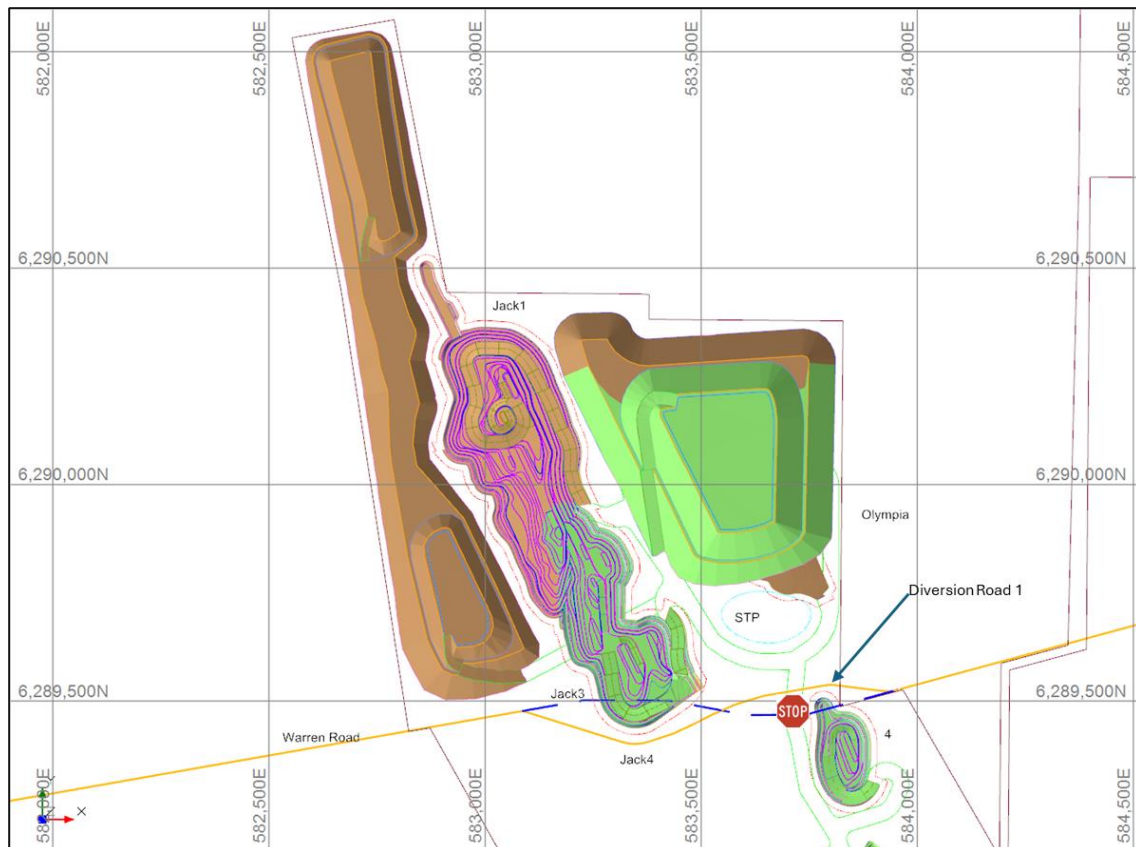 582,000E
582,500E
583,000E
583,500E
584,000E
584,500E
6,290,500N
6,290,500N
Jack1
6,290,000N
6,290,000N
Olympia
Diversion Road 1
STP
6,289,500N
6,289,500N
Jack3
STOP
4
Warren Road
Jack4
X
582,500E
583,000E
583,500E
584,000E
584,500E